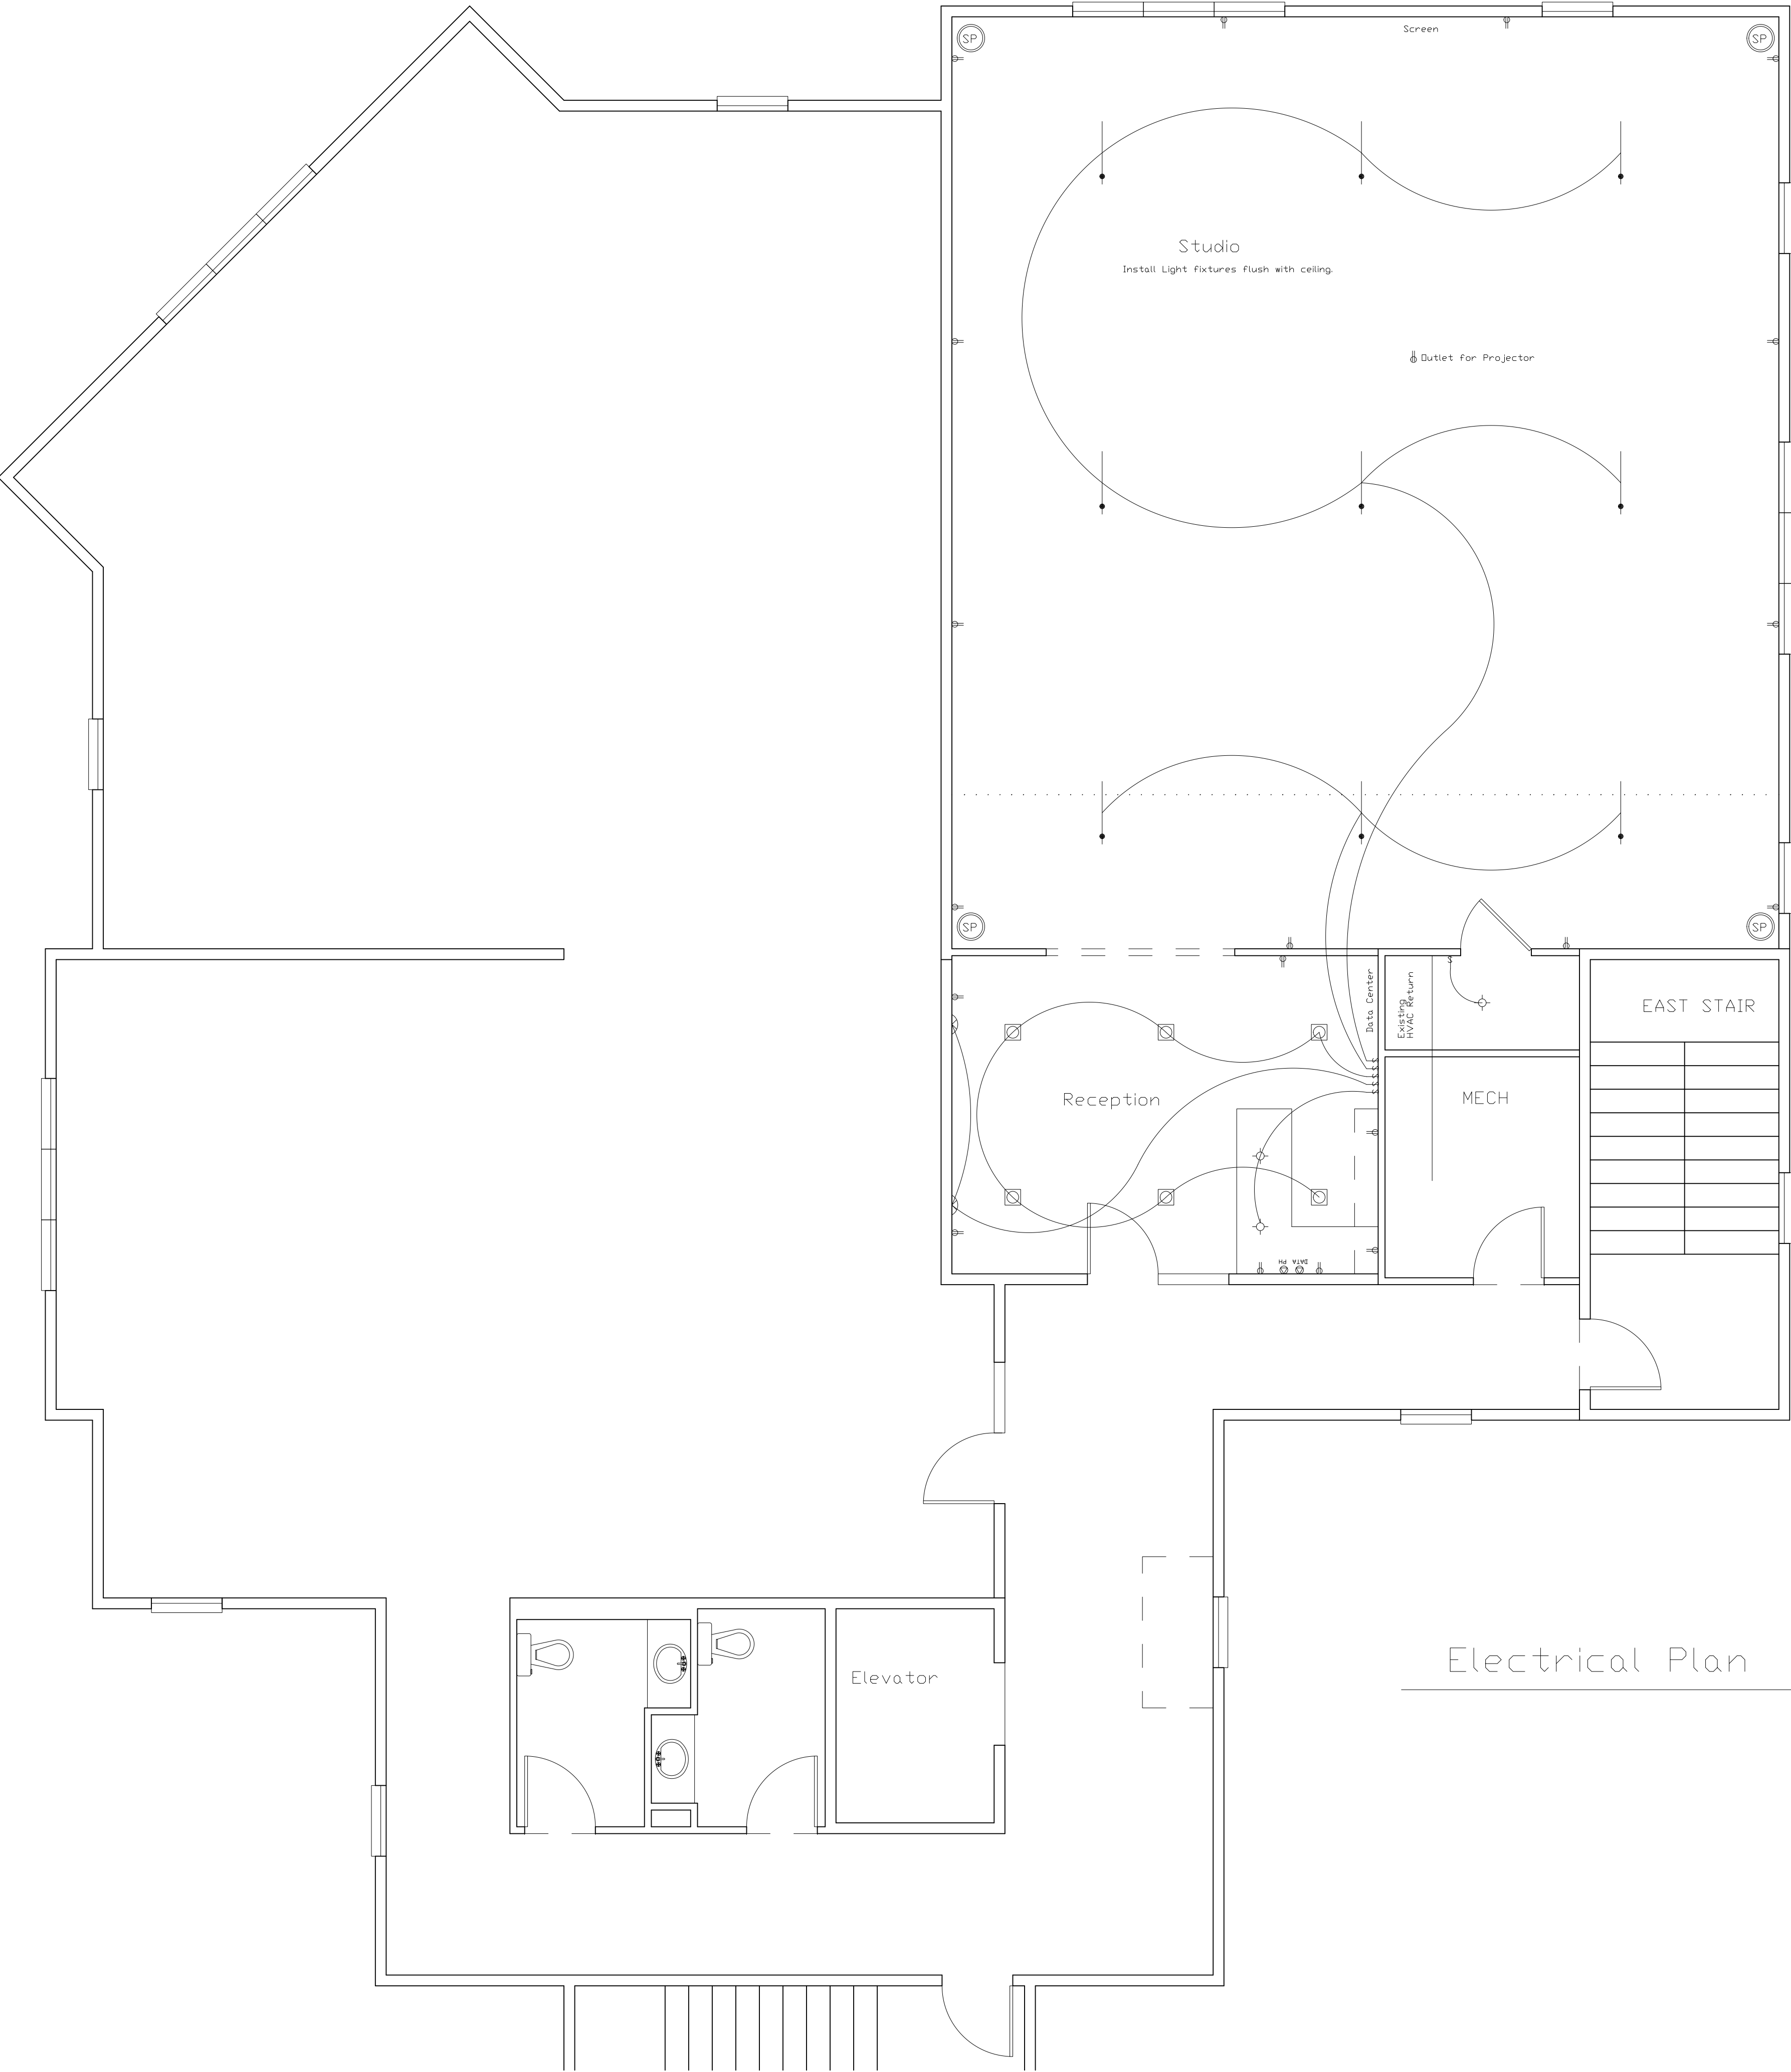 Screen
SP
SP
Studio
Install Light fixtures flush with ceiling.
Outlet for Projector
SP
SP
Data Center
Existing
HVAC Return
S
EAST STAIR
S
S
S
S
S
Reception
MECH
PH
DATA
Elevator
Electrical Plan